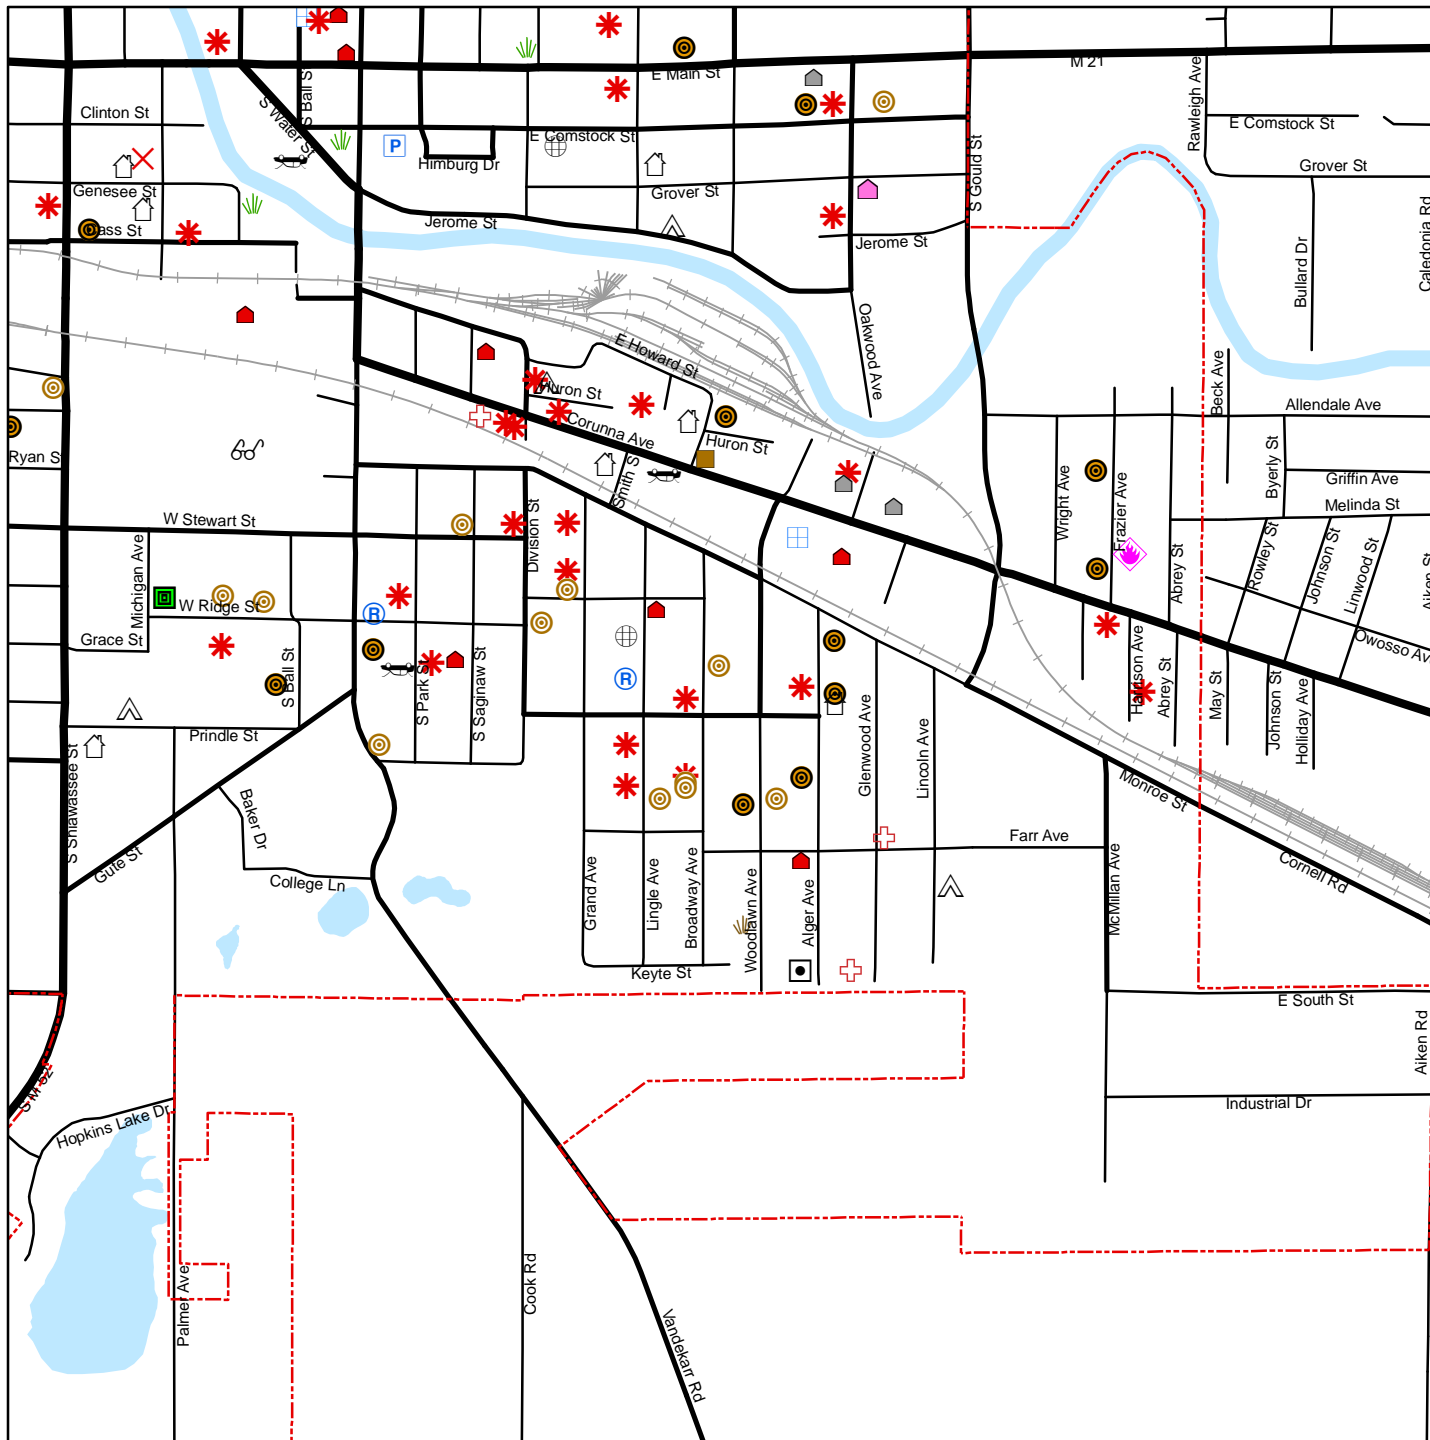 E Main St
M 21
Rawleigh Ave
S Ball S
Clinton St
S Water St
E Comstock St
E Comstock St
P
Himburg Dr
S Gould St
Grover St
Genesee St
Grover St
Caledonia Rd
Jerome St
Jerome St
Bullard Dr
Oakwood Ave
E Howard St
Beck Ave
Huron St
Allendale Ave
Corunna Ave
Huron St
Ryan S
Smith S
Byerly St
Griffin Ave
Wright Ave
Frazier Ave
Melinda St
W Stewart St
Division St
Michigan Ave
Rowley St
Johnson St
Linwood St
Abrey St
Aiken St
W Ridge St
R
Grace St
Owosso Av
S Ball St
S Park St
S Saginaw St
R
Harrison Ave
Abrey St
May St
Johnson St
Holliday Ave
Prindle St
Glenwood Ave
Lincoln Ave
S Shiawassee St
Monroe St
Baker Dr
Gute St
Farr Ave
College Ln
Cornell Rd
Grand Ave
Lingle Ave
Broadway Ave
Woodlawn Ave
Alger Ave
McMillan Ave
Keyte St
E South St
Aiken Rd
S M 52
Hopkins Lake Dr
Industrial Dr
Palmer Ave
Cook Rd
Vandekarr Rd